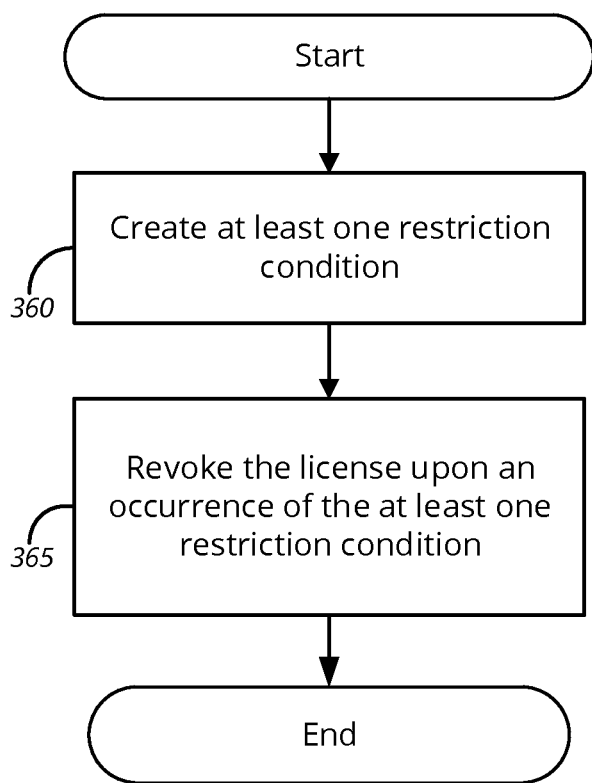 Start
Create at least one restriction
condition
360
Revoke the license upon an
occurrence of the at least one
restriction condition
365
End